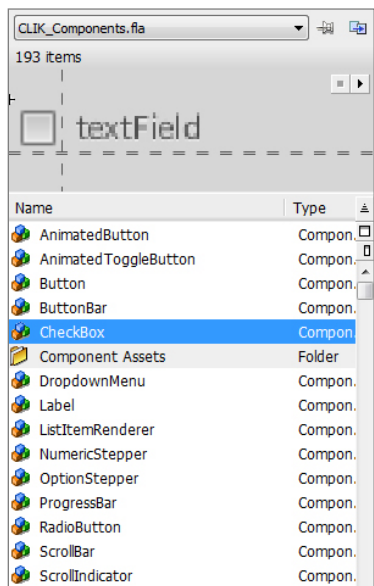 CLIK_Components.fla
193 items
textField
Name Type
AnimatedButton Compon.
AnimatedToggleButton Compon.
Button Compon.
ButtonBar Compon.
CheckBox Compon.
Component Assets Folder
DropdownMenu Compon.
Label Compon.
ListItemRenderer Compon.
NumericStepper Compon.
OptionStepper Compon.
ProgressBar Compon.
RadioButton Compon.
ScrollBar Compon.
ScrollIndicator Compon.